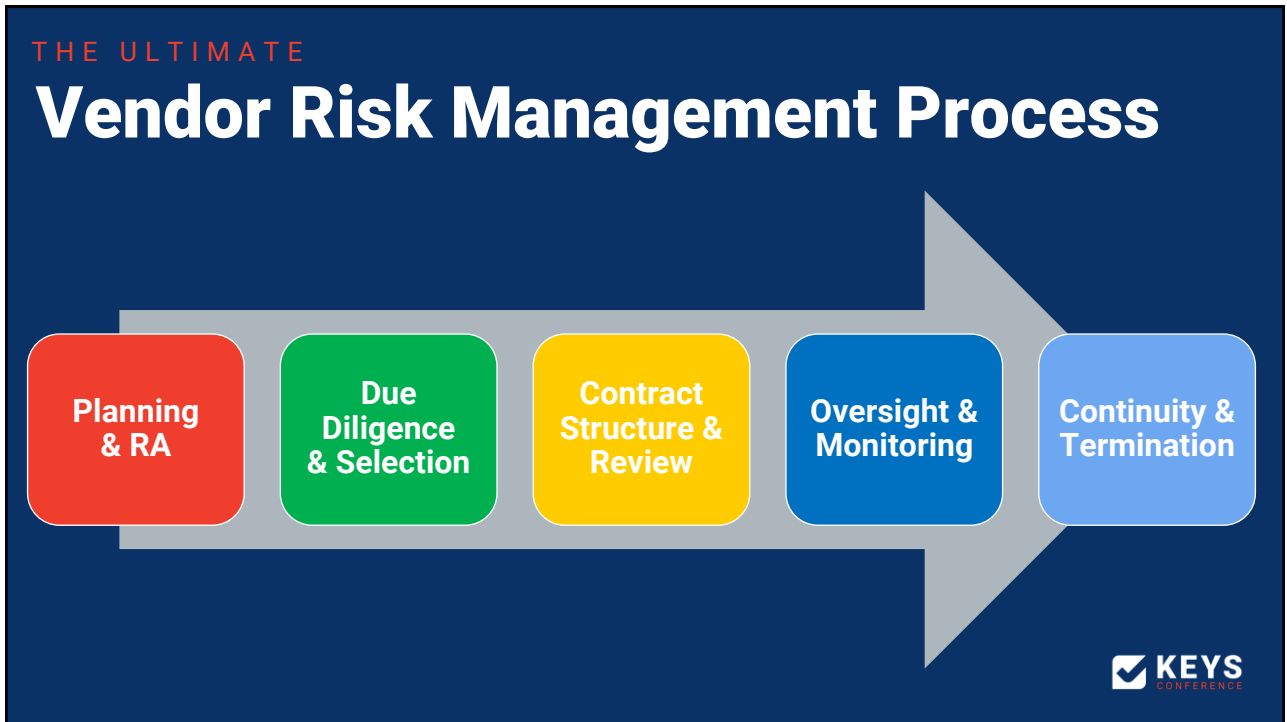 THE ULTIMATE
Vendor Risk Management Process
Planning
& RA
Due
Diligence
& Selection
Contract
Structure &
Review
Oversight &
Monitoring
Continuity &
Termination
KEYS
CONFERENCE